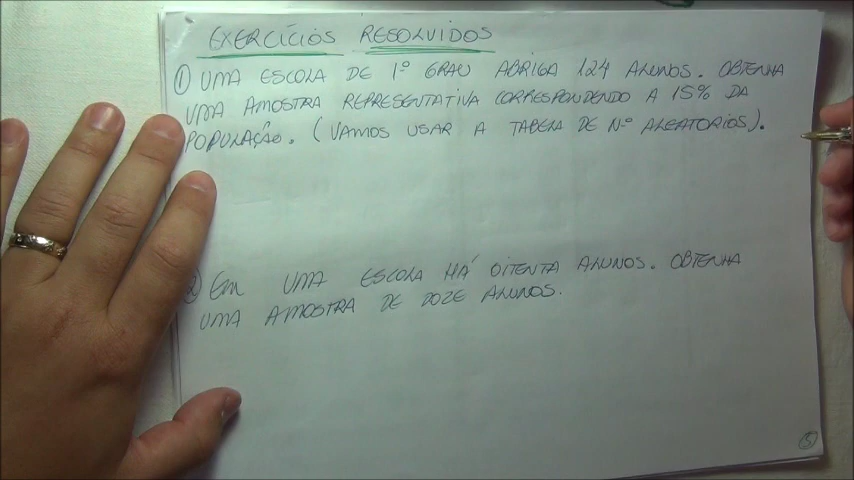 EXERCÍCIOS RESOLVIDOS
① UMA ESCOLA DE 1º GRAU ABRIGA 124 ALUNOS. OBTENHA
UMA AMOSTRA REPRESENTATIVA CORRESPONDENDO A 15% DA
POPULAÇÃO. (VAMOS USAR A TABELA DE Nº ALEATORIOS).
② EM UMA ESCOLA HÁ OITENTA ALUNOS. OBTENHA
UMA AMOSTRA DE DOZE ALUNOS.
⑤